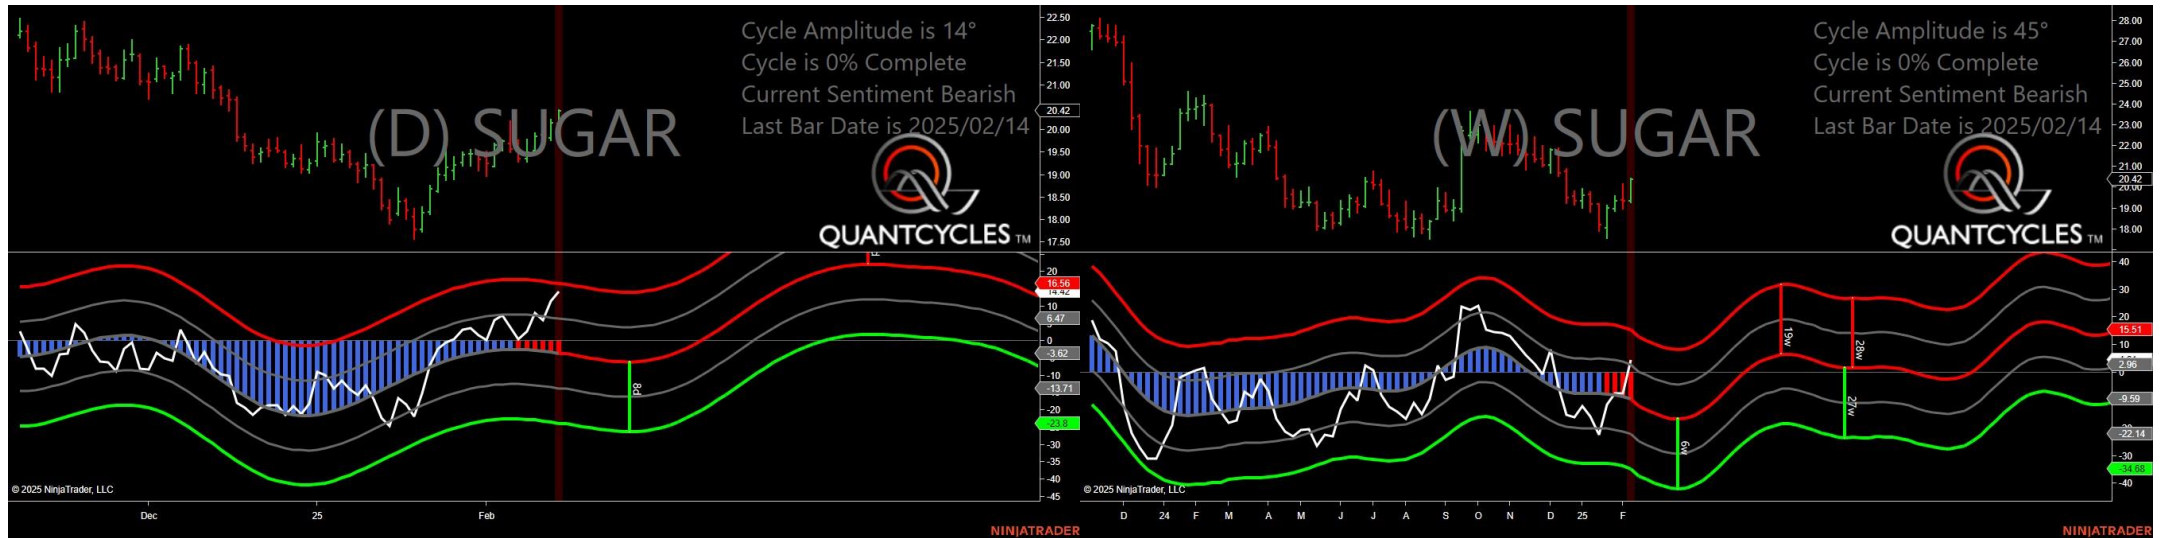 Cycle Amplitude is 14°
Cycle is 0% Complete
Current Sentiment Bearish
Last Bar Date is 2025/02/14
(D) SUGAR
QUANTCYCLES TM
22.50
22.00
21.50
21.00
20.42
20.00
19.50
19.00
18.50
18.00
17.50
20
16.56
14.42
10
6.47
0
-3.62
-10
-13.71
-20
-23.8
-30
-35
-40
-45
8d
© 2025 NinjaTrader, LLC
Dec
25
Feb
NINJATRADER
Cycle Amplitude is 45°
Cycle is 0% Complete
Current Sentiment Bearish
Last Bar Date is 2025/02/14
(W) SUGAR
QUANTCYCLES TM
28.00
27.00
26.00
25.00
24.00
23.00
22.00
21.00
20.42
20.00
19.00
18.00
40
30
20
15.51
10
2.96
0
-9.59
-22.14
-30
-34.68
-40
19w
28w
27w
6w
© 2025 NinjaTrader, LLC
D
24
F
M
A
M
J
J
A
S
O
N
D
25
F
NINJATRADER